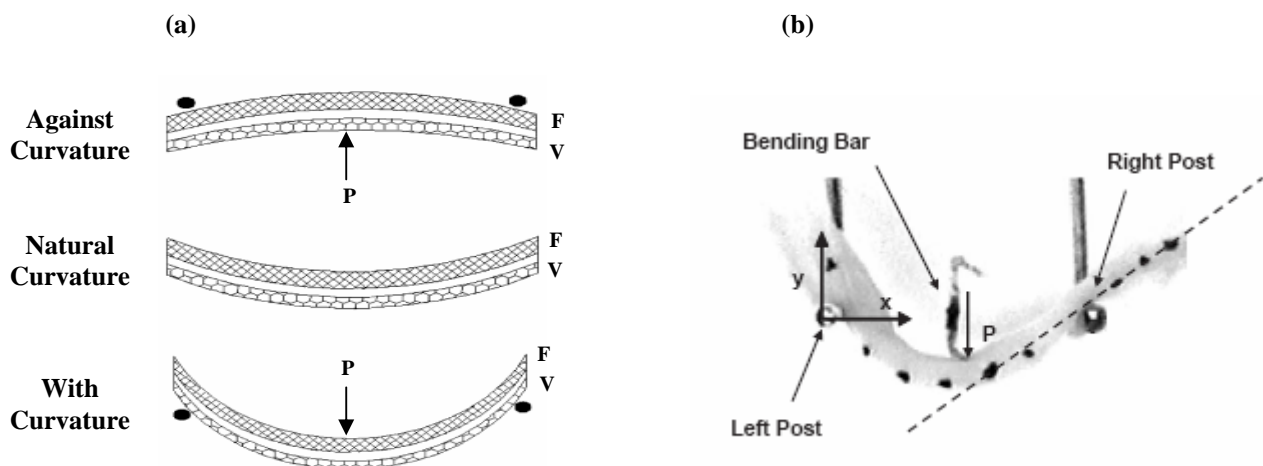 (a)
Against
Curvature
F
V
P
Natural
Curvature
F
V
With
Curvature
P
F
V
(b)
Bending Bar
Right Post
y
x
P
Left Post